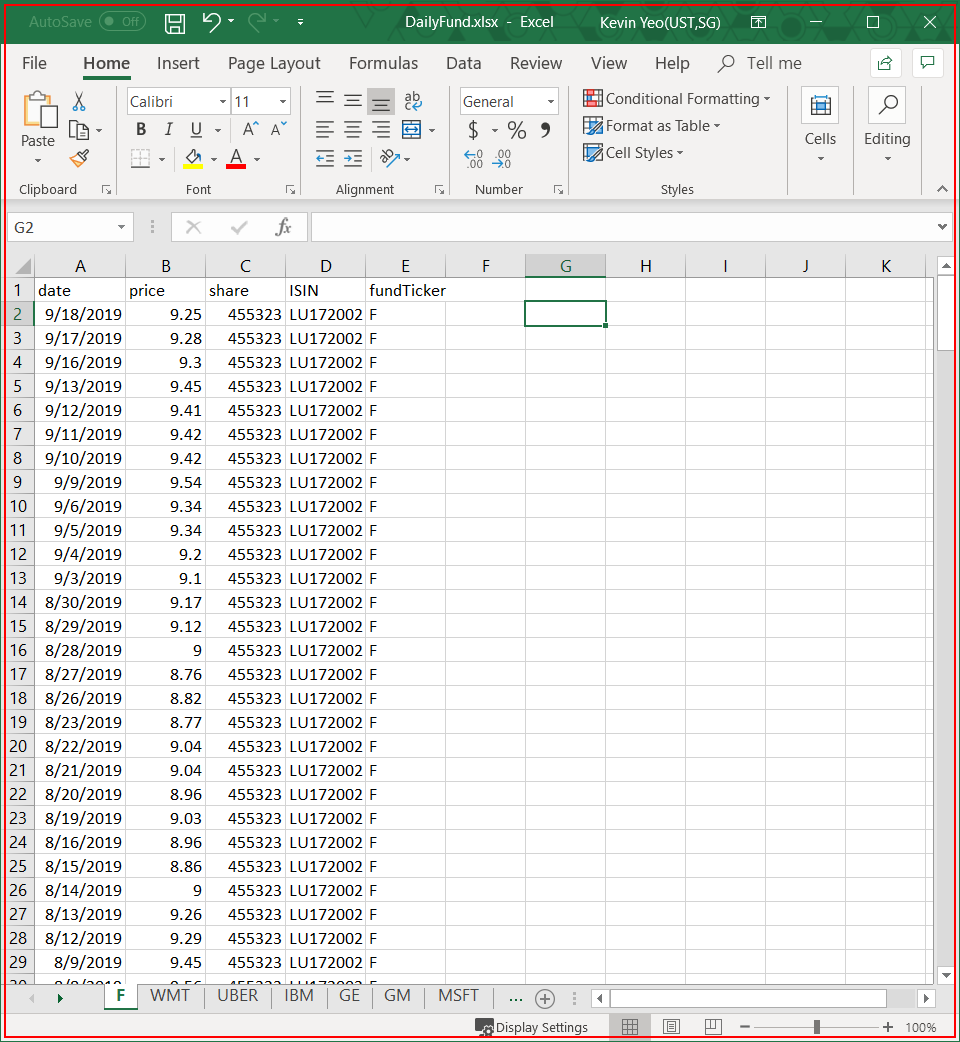 AutoSave Off DailyFund.xlsx - Excel Kevin Yeo(UST,SG)
File Home Insert Page Layout Formulas Data Review View Help Tell me
Paste
Calibri 11
B I U A A A
ab
General
$ % ,
.00 .00
Conditional Formatting
Format as Table
Cell Styles
Cells
Editing
Clipboard Font Alignment Number Styles
G2 fx
A B C D E F G H I J K
1 date price share ISIN fundTicker
2 9/18/2019 9.25 455323 LU172002 F
3 9/17/2019 9.28 455323 LU172002 F
4 9/16/2019 9.3 455323 LU172002 F
5 9/13/2019 9.45 455323 LU172002 F
6 9/12/2019 9.41 455323 LU172002 F
7 9/11/2019 9.42 455323 LU172002 F
8 9/10/2019 9.42 455323 LU172002 F
9 9/9/2019 9.54 455323 LU172002 F
10 9/6/2019 9.34 455323 LU172002 F
11 9/5/2019 9.34 455323 LU172002 F
12 9/4/2019 9.2 455323 LU172002 F
13 9/3/2019 9.1 455323 LU172002 F
14 8/30/2019 9.17 455323 LU172002 F
15 8/29/2019 9.12 455323 LU172002 F
16 8/28/2019 9 455323 LU172002 F
17 8/27/2019 8.76 455323 LU172002 F
18 8/26/2019 8.82 455323 LU172002 F
19 8/23/2019 8.77 455323 LU172002 F
20 8/22/2019 9.04 455323 LU172002 F
21 8/21/2019 9.04 455323 LU172002 F
22 8/20/2019 8.96 455323 LU172002 F
23 8/19/2019 9.03 455323 LU172002 F
24 8/16/2019 8.96 455323 LU172002 F
25 8/15/2019 8.86 455323 LU172002 F
26 8/14/2019 9 455323 LU172002 F
27 8/13/2019 9.26 455323 LU172002 F
28 8/12/2019 9.29 455323 LU172002 F
29 8/9/2019 9.45 455323 LU172002 F
F WMT UBER IBM GE GM MSFT ...
Display Settings 100%